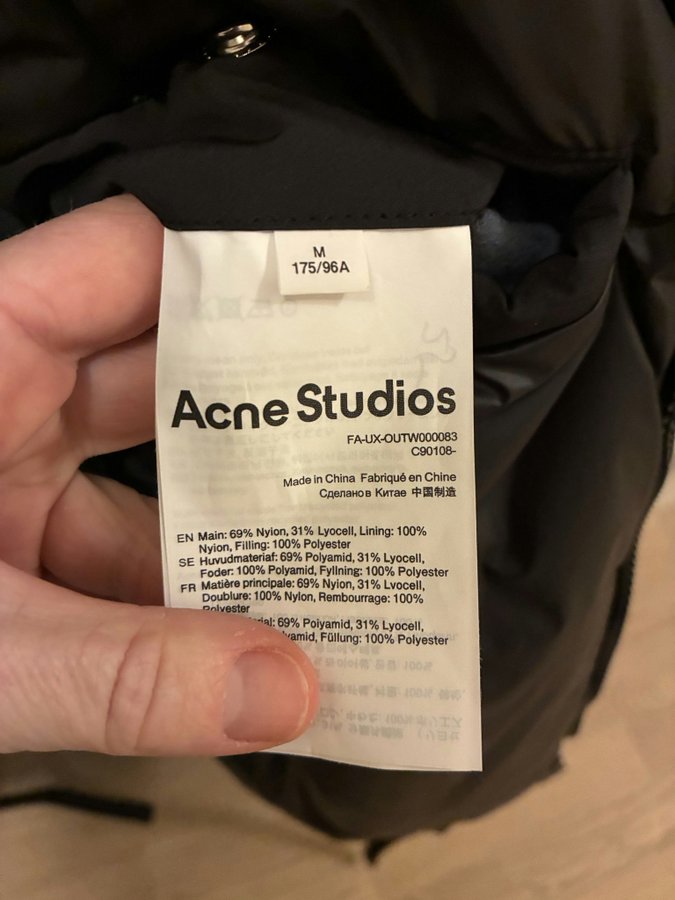 M
175/96A
Acne Studios
FA-UX-OUTW000083
C90108-
Made in China Fabriqué en Chine
Сделано в Китае 中国制造
EN Main: 69% Nylon, 31% Lyocell, Lining: 100%
Nylon, Filling: 100% Polyester
SE Huvudmaterial: 69% Polyamid, 31% Lyocell,
Foder: 100% Polyamid, Fyllning: 100% Polyester
FR Matière principale: 69% Nylon, 31% Lyocell,
Doublure: 100% Nylon, Rembourrage: 100%
Polyester
69% Polyamid, 31% Lyocell,
Füllung: 100% Polyester